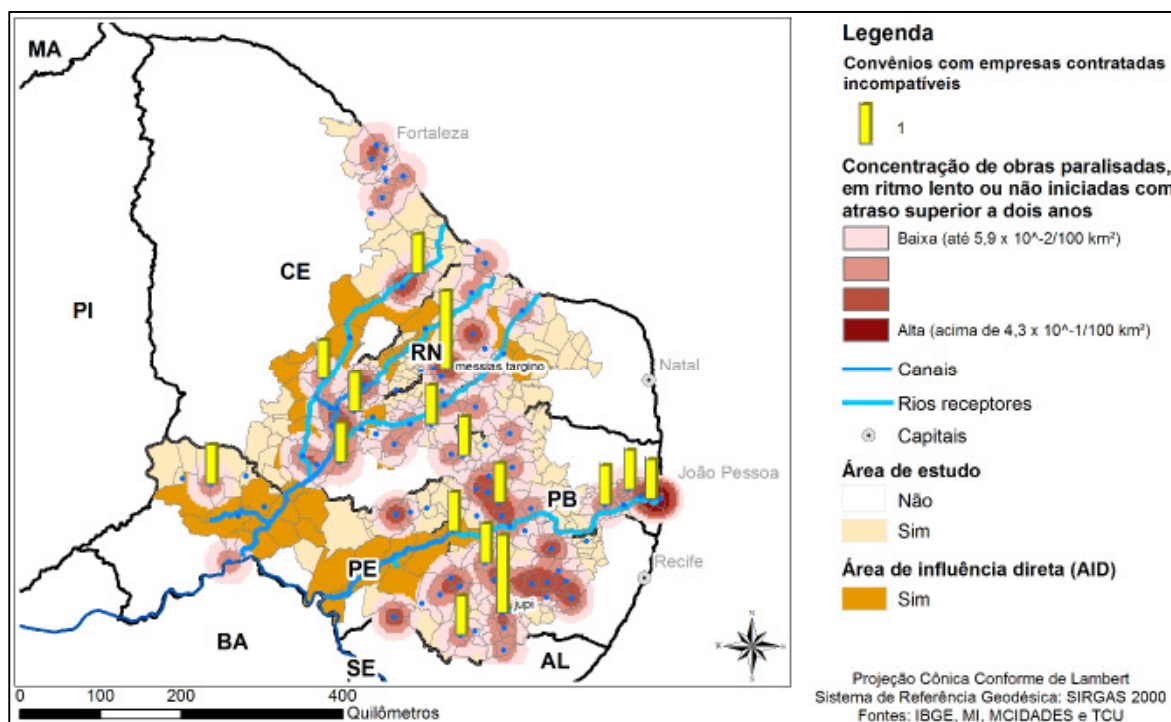 MA
Fortaleza
CE
PI
RN
messias targino
Natal
João Pessoa
PB
PE
Recife
jupi
BA
SE
AL
0 100 200 400
Quilômetros
Legenda
Convênios com empresas contratadas
incompatíveis
1
Concentração de obras paralisadas,
em ritmo lento ou não iniciadas com
atraso superior a dois anos
Baixa (até 5,9 x 10^-2/100 km²)
Alta (acima de 4,3 x 10^-1/100 km²)
Canais
Rios receptores
Capitais
Área de estudo
Não
Sim
Área de influência direta (AID)
Sim
Projeção Cônica Conforme de Lambert
Sistema de Referência Geodésica: SIRGAS 2000
Fontes: IBGE, MI, MCIDADES e TCU